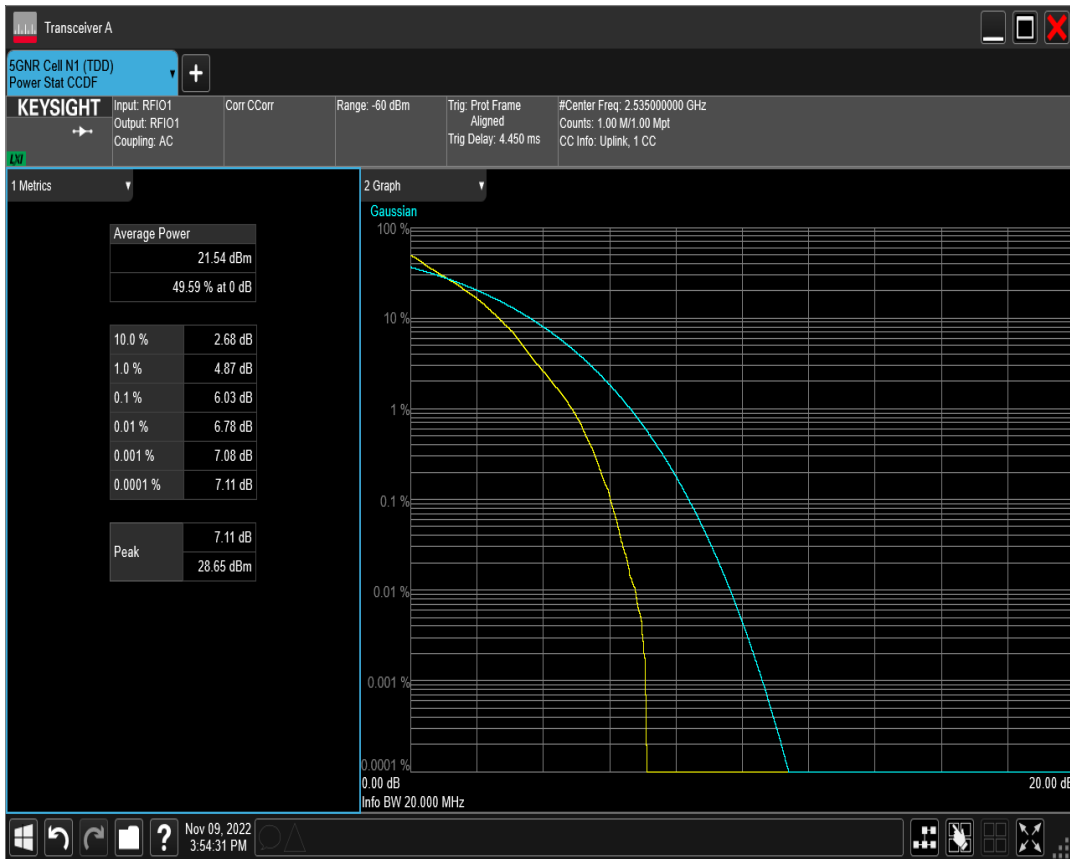 Transceiver A
5GNR Cell N1 (TDD)
Power Stat CCDF
+
KEYSIGHT
LXI
Input: RFIO1
Output: RFIO1
Coupling: AC
Corr CCorr
Range: -60 dBm
Trig: Prot Frame
Aligned
Trig Delay: 4.450 ms
#Center Freq: 2.535000000 GHz
Counts: 1.00 M/1.00 Mpt
CC Info: Uplink, 1 CC
1 Metrics
Average Power
21.54 dBm
49.59 % at 0 dB
10.0 % 2.68 dB
1.0 % 4.87 dB
0.1 % 6.03 dB
0.01 % 6.78 dB
0.001 % 7.08 dB
0.0001 % 7.11 dB
Peak 7.11 dB
28.65 dBm
2 Graph
Gaussian
100 %
10 %
1 %
0.1 %
0.01 %
0.001 %
0.0001 %
0.00 dB 20.00 dB
Info BW 20.000 MHz
?
Nov 09, 2022
3:54:31 PM